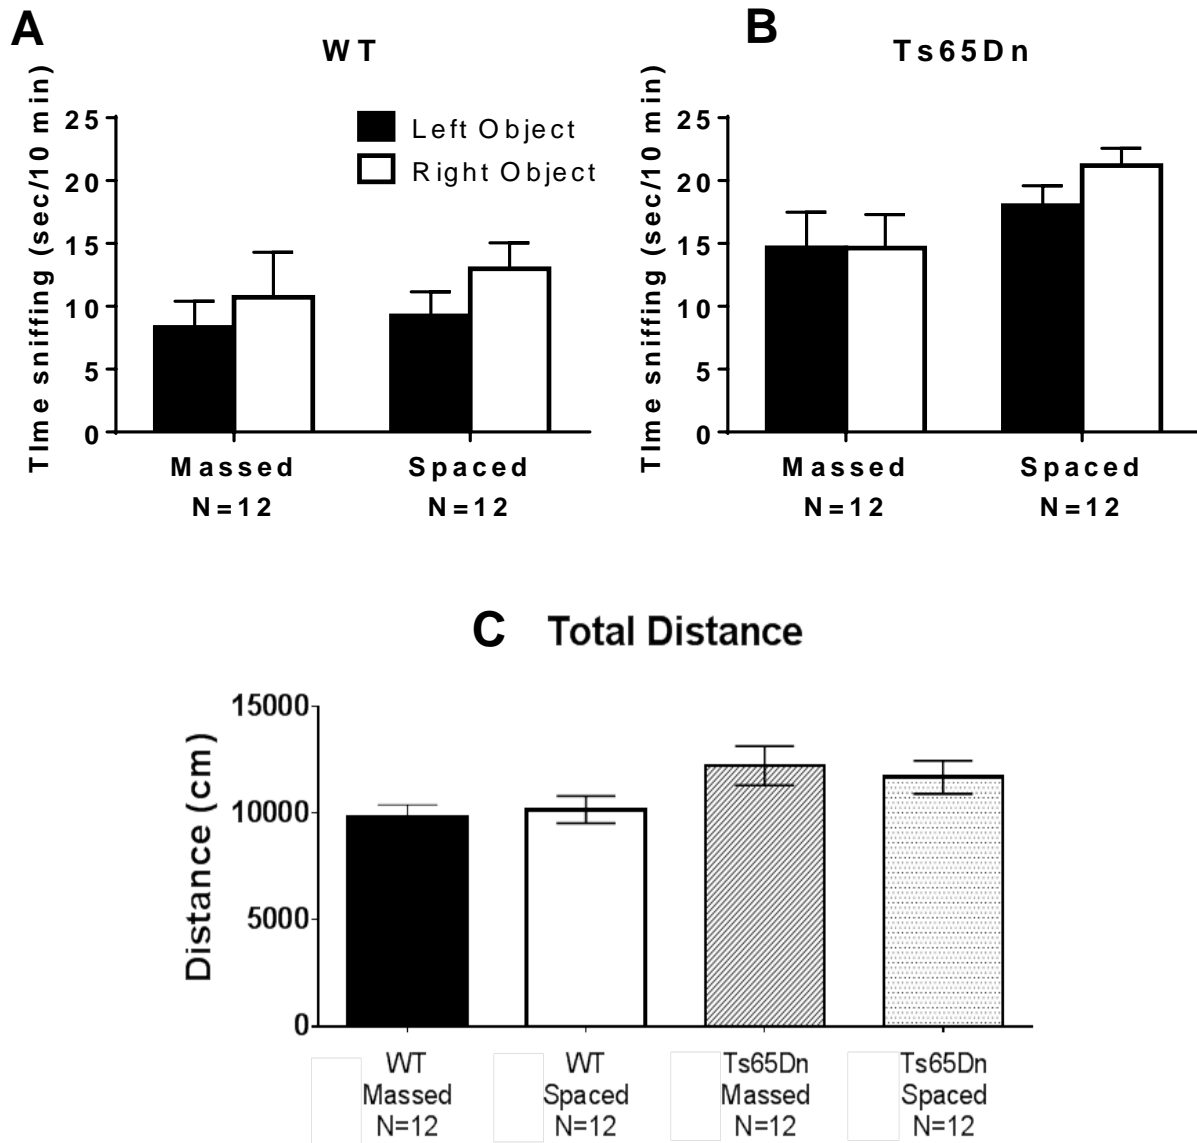 A
WT
TIme sniffing (sec/10 min)
25
20
15
10
5
0
Left Object
Right Object
Massed
N=12
Spaced
N=12
B
Ts65Dn
TIme sniffing (sec/10 min)
25
20
15
10
5
0
Massed
N=12
Spaced
N=12
C Total Distance
Distance (cm)
15000
10000
5000
0
WT
Massed
N=12
WT
Spaced
N=12
Ts65Dn
Massed
N=12
Ts65Dn
Spaced
N=12